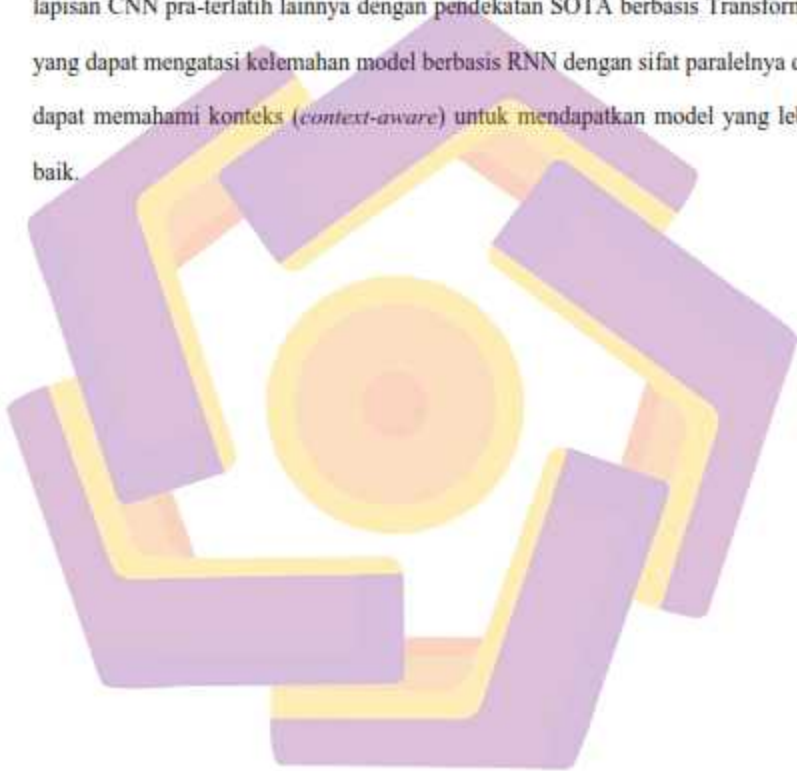 lapisan CNN pra-terlatih lainnya dengan pendekatan SOTA berbasis Transform
yang dapat mengatasi kelemahan model berbasis RNN dengan sifat paralelnya
dapat memahami konteks (context-aware) untuk mendapatkan model yang le
baik.